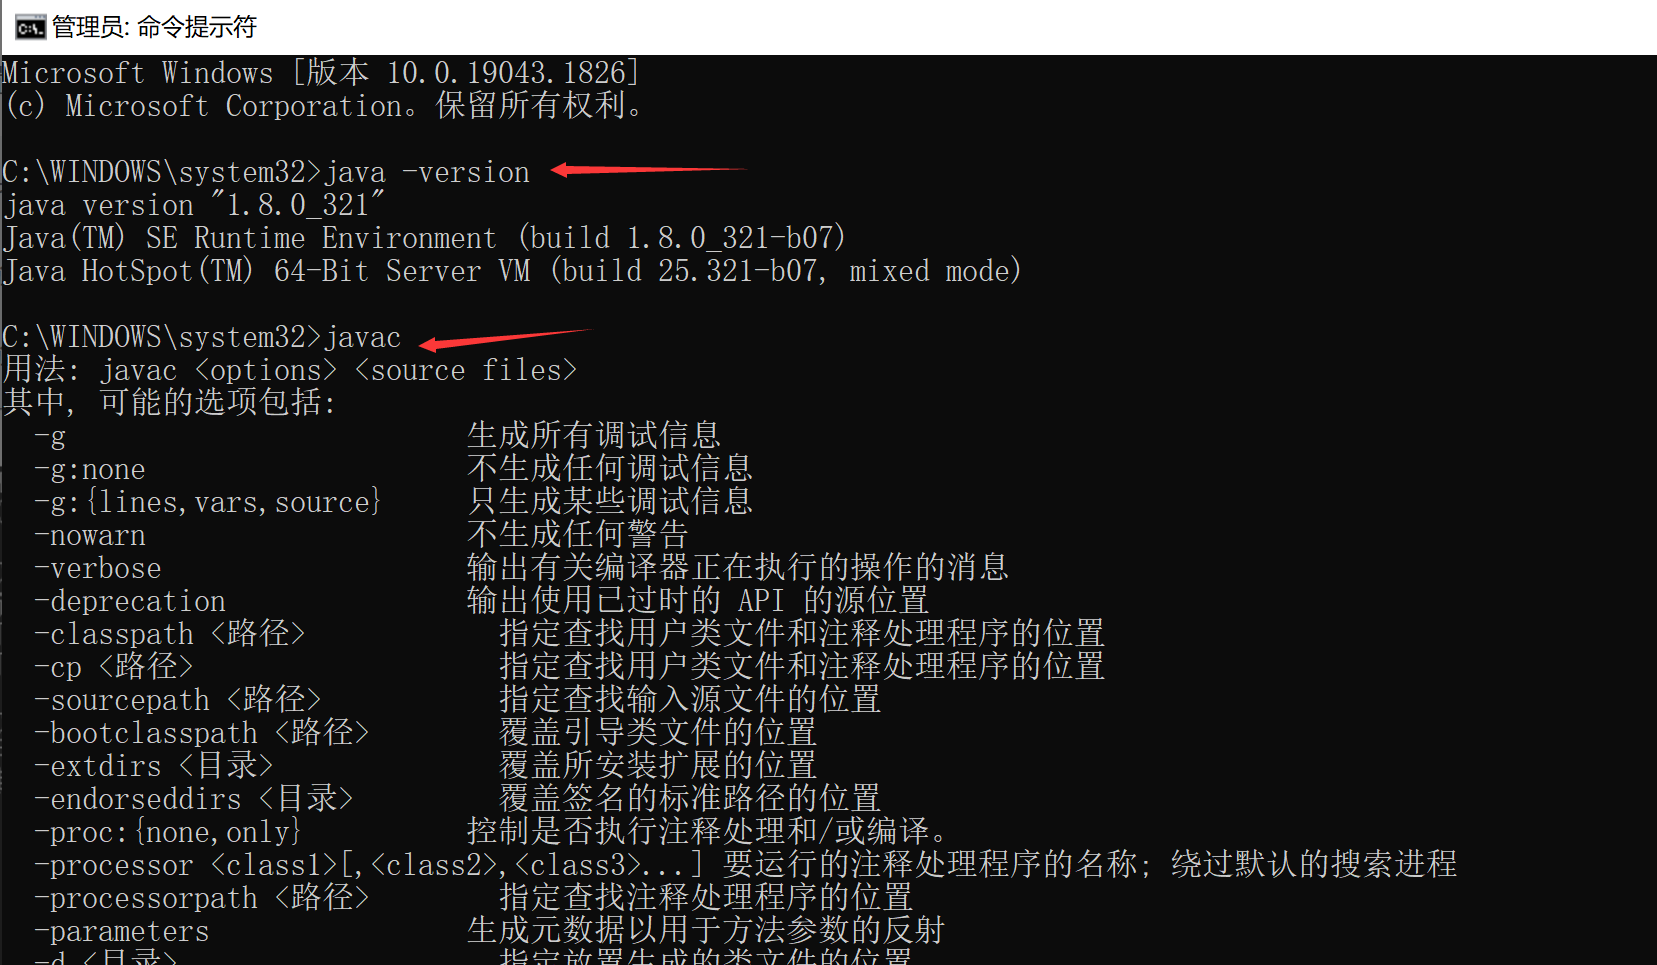 管理员: 命令提示符
Microsoft Windows [版本 10.0.19043.1826]
(c) Microsoft Corporation。保留所有权利。
C:\WINDOWS\system32>java -version
java version "1.8.0_321"
Java(TM) SE Runtime Environment (build 1.8.0_321-b07)
Java HotSpot(TM) 64-Bit Server VM (build 25.321-b07, mixed mode)
C:\WINDOWS\system32>javac
用法: javac <options> <source files>
其中, 可能的选项包括:
-g 生成所有调试信息
-g:none 不生成任何调试信息
-g:{lines,vars,source} 只生成某些调试信息
-nowarn 不生成任何警告
-verbose 输出有关编译器正在执行的操作的消息
-deprecation 输出使用已过时的 API 的源位置
-classpath <路径> 指定查找用户类文件和注释处理程序的位置
-cp <路径> 指定查找用户类文件和注释处理程序的位置
-sourcepath <路径> 指定查找输入源文件的位置
-bootclasspath <路径> 覆盖引导类文件的位置
-extdirs <目录> 覆盖所安装扩展的位置
-endorseddirs <目录> 覆盖签名的标准路径的位置
-proc:{none,only} 控制是否执行注释处理和/或编译。
-processor <class1>[,<class2>,<class3>...] 要运行的注释处理程序的名称; 绕过默认的搜索进程
-processorpath <路径> 指定查找注释处理程序的位置
-parameters 生成元数据以用于方法参数的反射
-d <目录> 指定放置生成的类文件的位置